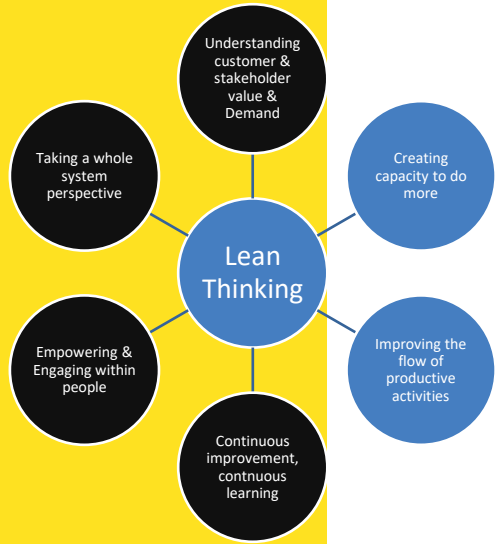 Understanding
customer &
stakeholder
value &
Demand
Taking a whole
system
perspective
Creating
capacity to do
more
Lean
Thinking
Empowering &
Engaging within
people
Improving the
flow of
productive
activities
Continuous
improvement,
contnuous
learning